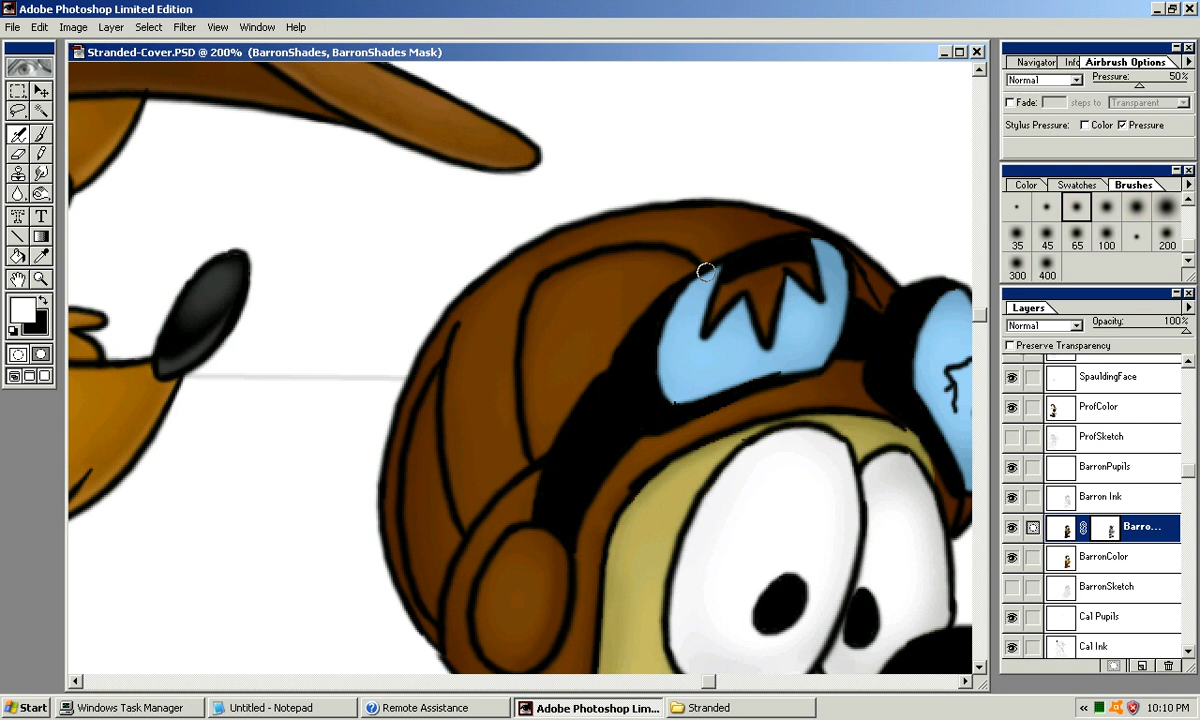 Adobe Photoshop Limited Edition
File Edit Image Layer Select Filter View Window Help
Stranded-Cover.PSD @ 200% (BarronShades, BarronShades Mask)
Navigator Info Airbrush Options
Normal Pressure: 50%
Fade: steps to Transparent
Stylus Pressure: Color Pressure
Color Swatches Brushes
35 45 65 100 200
300 400
Layers
Normal Opacity: 100%
Preserve Transparency
SpauldingFace
ProfColor
ProfSketch
BarronPupils
Barron Ink
Barro...
BarronColor
BarronSketch
Cal Pupils
Cal Ink
Start Windows Task Manager Untitled - Notepad Remote Assistance Adobe Photoshop Lim... Stranded 10:10 PM